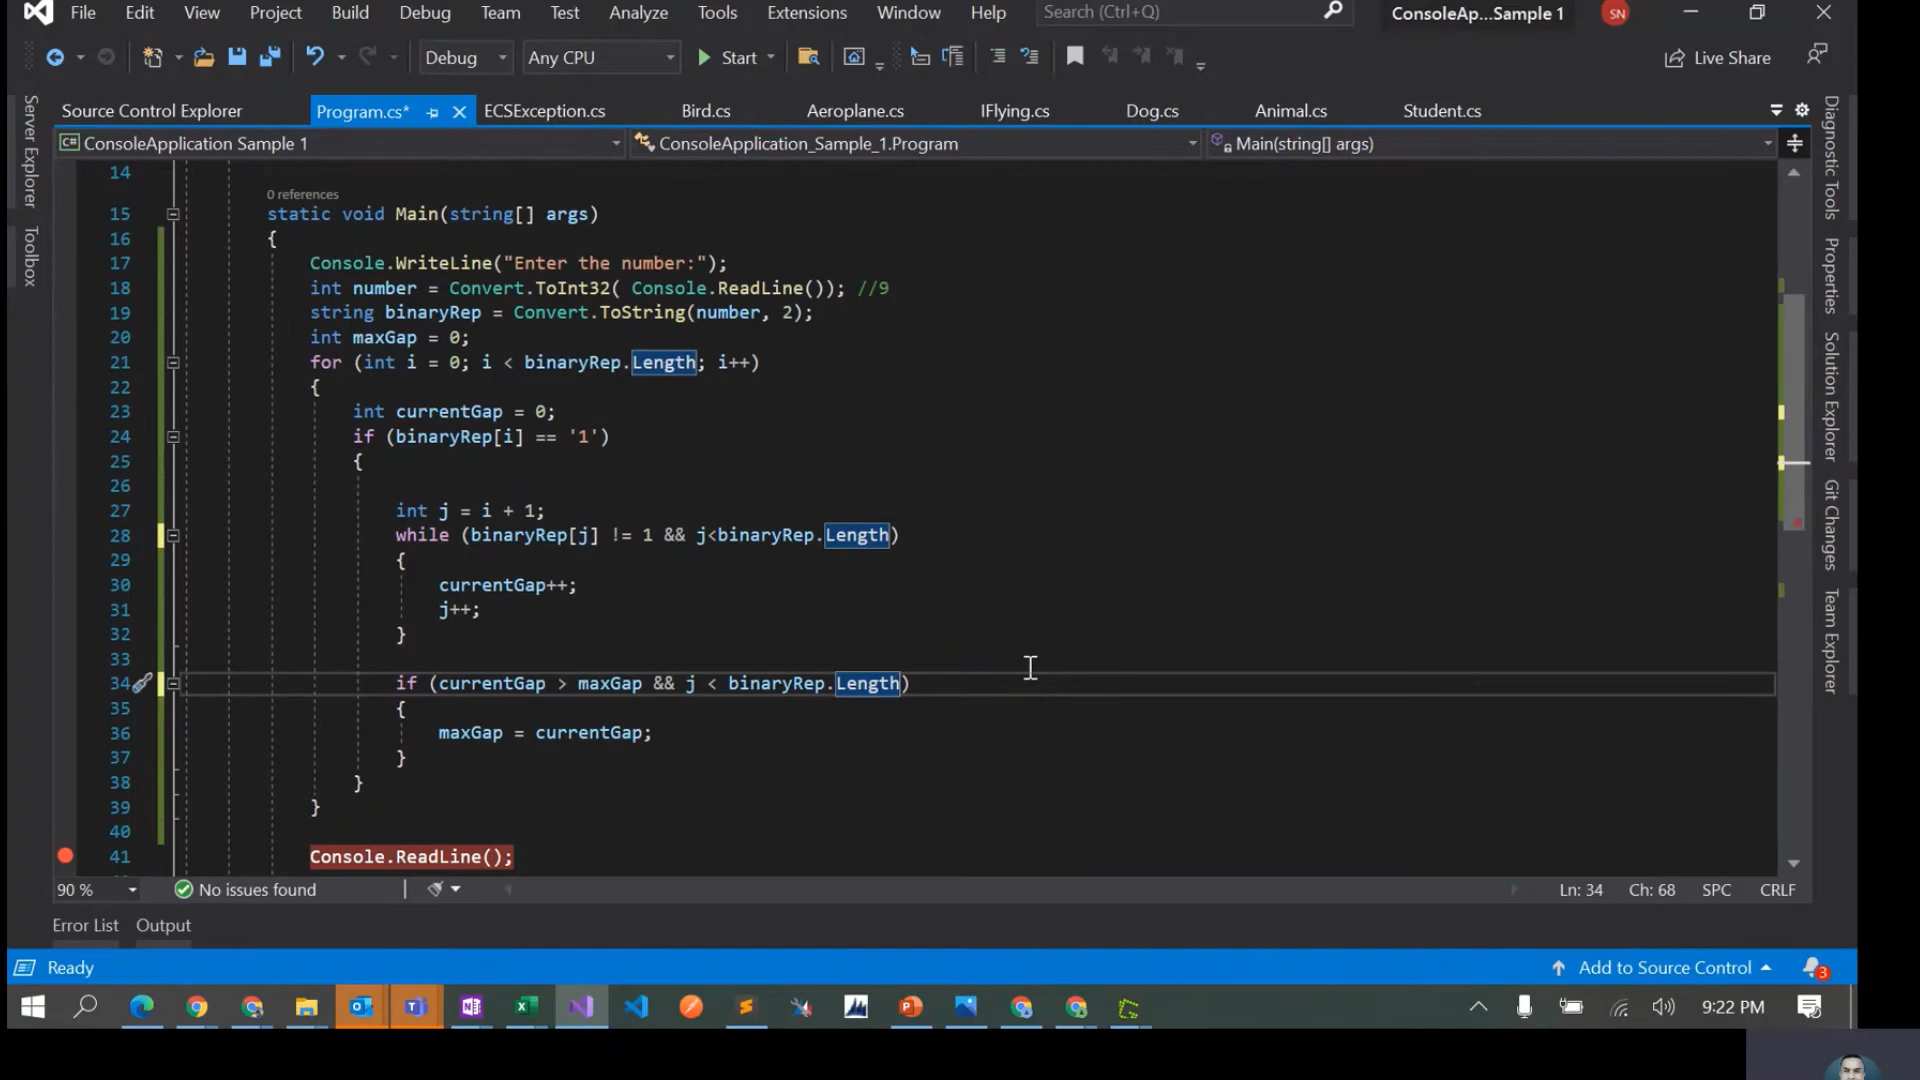 File Edit View Project Build Debug Team Test Analyze Tools Extensions Window Help Search (Ctrl+Q) ConsoleAp...Sample 1 SN
Debug Any CPU Start Live Share
Source Control Explorer Program.cs* ECSException.cs Bird.cs Aeroplane.cs IFlying.cs Dog.cs Animal.cs Student.cs
C# ConsoleApplication Sample 1 ConsoleApplication_Sample_1.Program Main(string[] args)
Server Explorer
Toolbox
14
0 references
15 static void Main(string[] args)
16 {
17 Console.WriteLine("Enter the number:");
18 int number = Convert.ToInt32( Console.ReadLine()); //9
19 string binaryRep = Convert.ToString(number, 2);
20 int maxGap = 0;
21 for (int i = 0; i < binaryRep.Length; i++)
22 {
23 int currentGap = 0;
24 if (binaryRep[i] == '1')
25 {
26
27 int j = i + 1;
28 while (binaryRep[j] != 1 && j<binaryRep.Length)
29 {
30 currentGap++;
31 j++;
32 }
33
34 if (currentGap > maxGap && j < binaryRep.Length)
35 {
36 maxGap = currentGap;
37 }
38 }
39 }
40
41 Console.ReadLine();
Diagnostic Tools
Properties
Solution Explorer
Git Changes
Team Explorer
90 % No issues found Ln: 34 Ch: 68 SPC CRLF
Error List Output
Ready Add to Source Control 3
9:22 PM